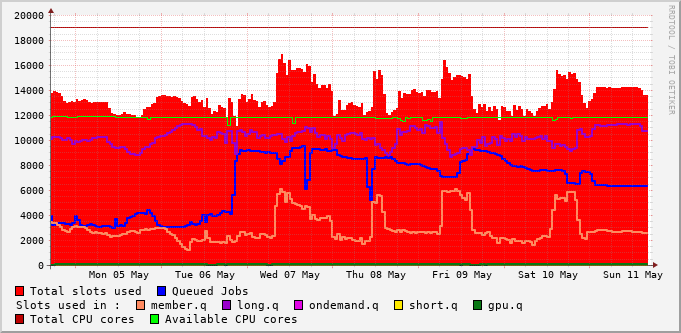 20000
18000
16000
14000
12000
10000
8000
6000
4000
2000
0
Mon 05 May Tue 06 May Wed 07 May Thu 08 May Fri 09 May Sat 10 May Sun 11 May
RRDTOOL / TOBI OETIKER
Total slots used Queued Jobs
Slots used in : member.q long.q ondemand.q short.q gpu.q
Total CPU cores Available CPU cores